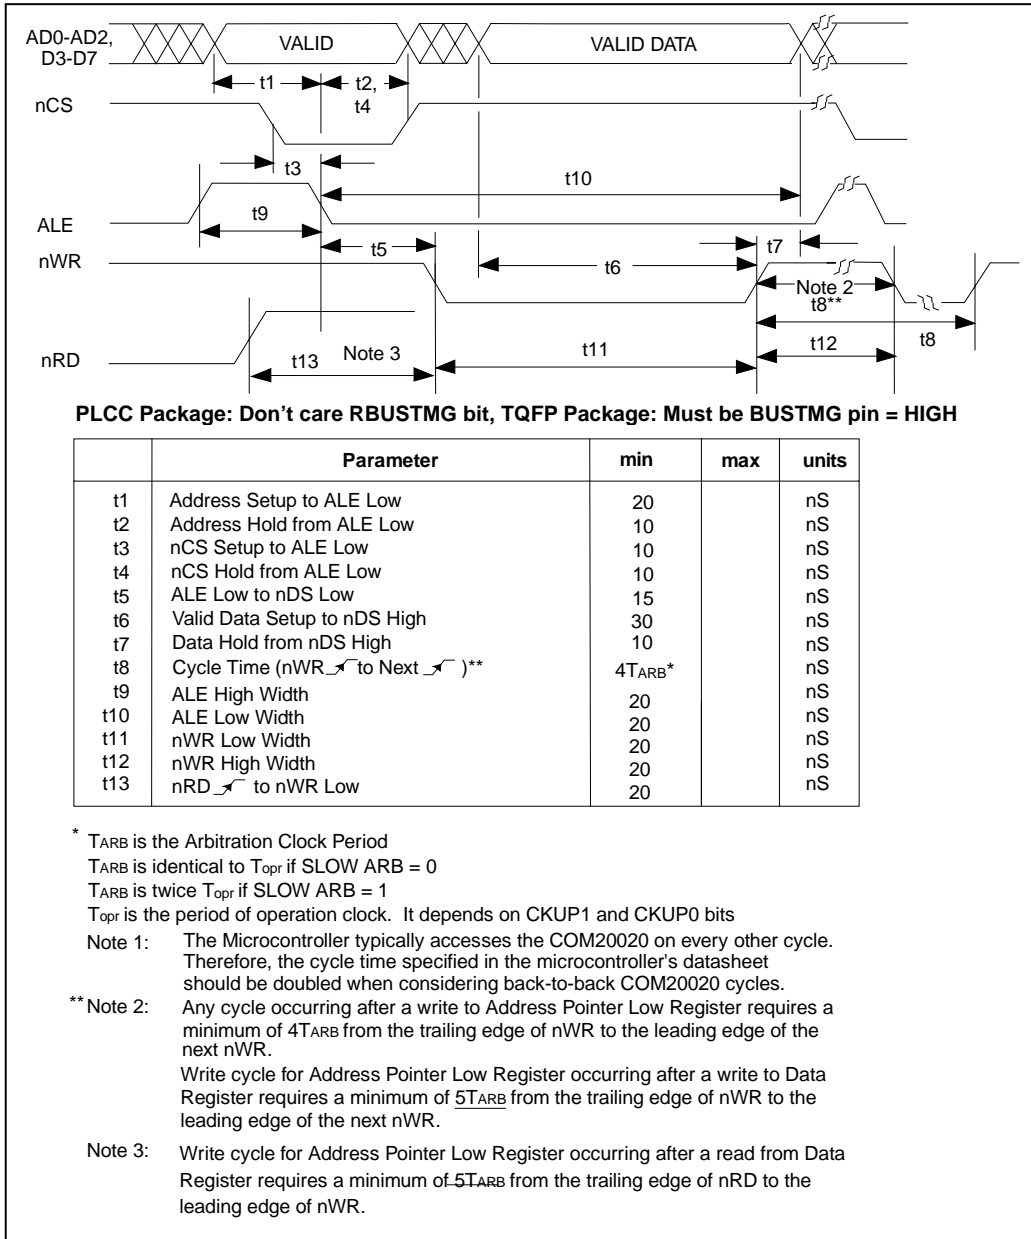 AD0-AD2,
D3-D7
VALID
VALID DATA
t1
t2,
t4
nCS
t3
t10
ALE
t9
t5
t7
nWR
t6
Note 2
t8**
nRD
t13
Note 3
t11
t12
t8
PLCC Package: Don't care RBUSTMG bit, TQFP Package: Must be BUSTMG pin = HIGH
Parameter min max units
t1 Address Setup to ALE Low 20 nS
t2 Address Hold from ALE Low 10 nS
t3 nCS Setup to ALE Low 10 nS
t4 nCS Hold from ALE Low 10 nS
t5 ALE Low to nDS Low 15 nS
t6 Valid Data Setup to nDS High 30 nS
t7 Data Hold from nDS High 10 nS
t8 Cycle Time (nWR to Next )** 4TARB* nS
t9 ALE High Width 20 nS
t10 ALE Low Width 20 nS
t11 nWR Low Width 20 nS
t12 nWR High Width 20 nS
t13 nRD to nWR Low 20 nS
* TARB is the Arbitration Clock Period
TARB is identical to Topr if SLOW ARB = 0
TARB is twice Topr if SLOW ARB = 1
Topr is the period of operation clock. It depends on CKUP1 and CKUP0 bits
Note 1: The Microcontroller typically accesses the COM20020 on every other cycle.
Therefore, the cycle time specified in the microcontroller's datasheet
should be doubled when considering back-to-back COM20020 cycles.
** Note 2: Any cycle occurring after a write to Address Pointer Low Register requires a
minimum of 4TARB from the trailing edge of nWR to the leading edge of the
next nWR.
Write cycle for Address Pointer Low Register occurring after a write to Data
Register requires a minimum of 5TARB from the trailing edge of nWR to the
leading edge of the next nWR.
Note 3: Write cycle for Address Pointer Low Register occurring after a read from Data
Register requires a minimum of 5TARB from the trailing edge of nRD to the
leading edge of nWR.